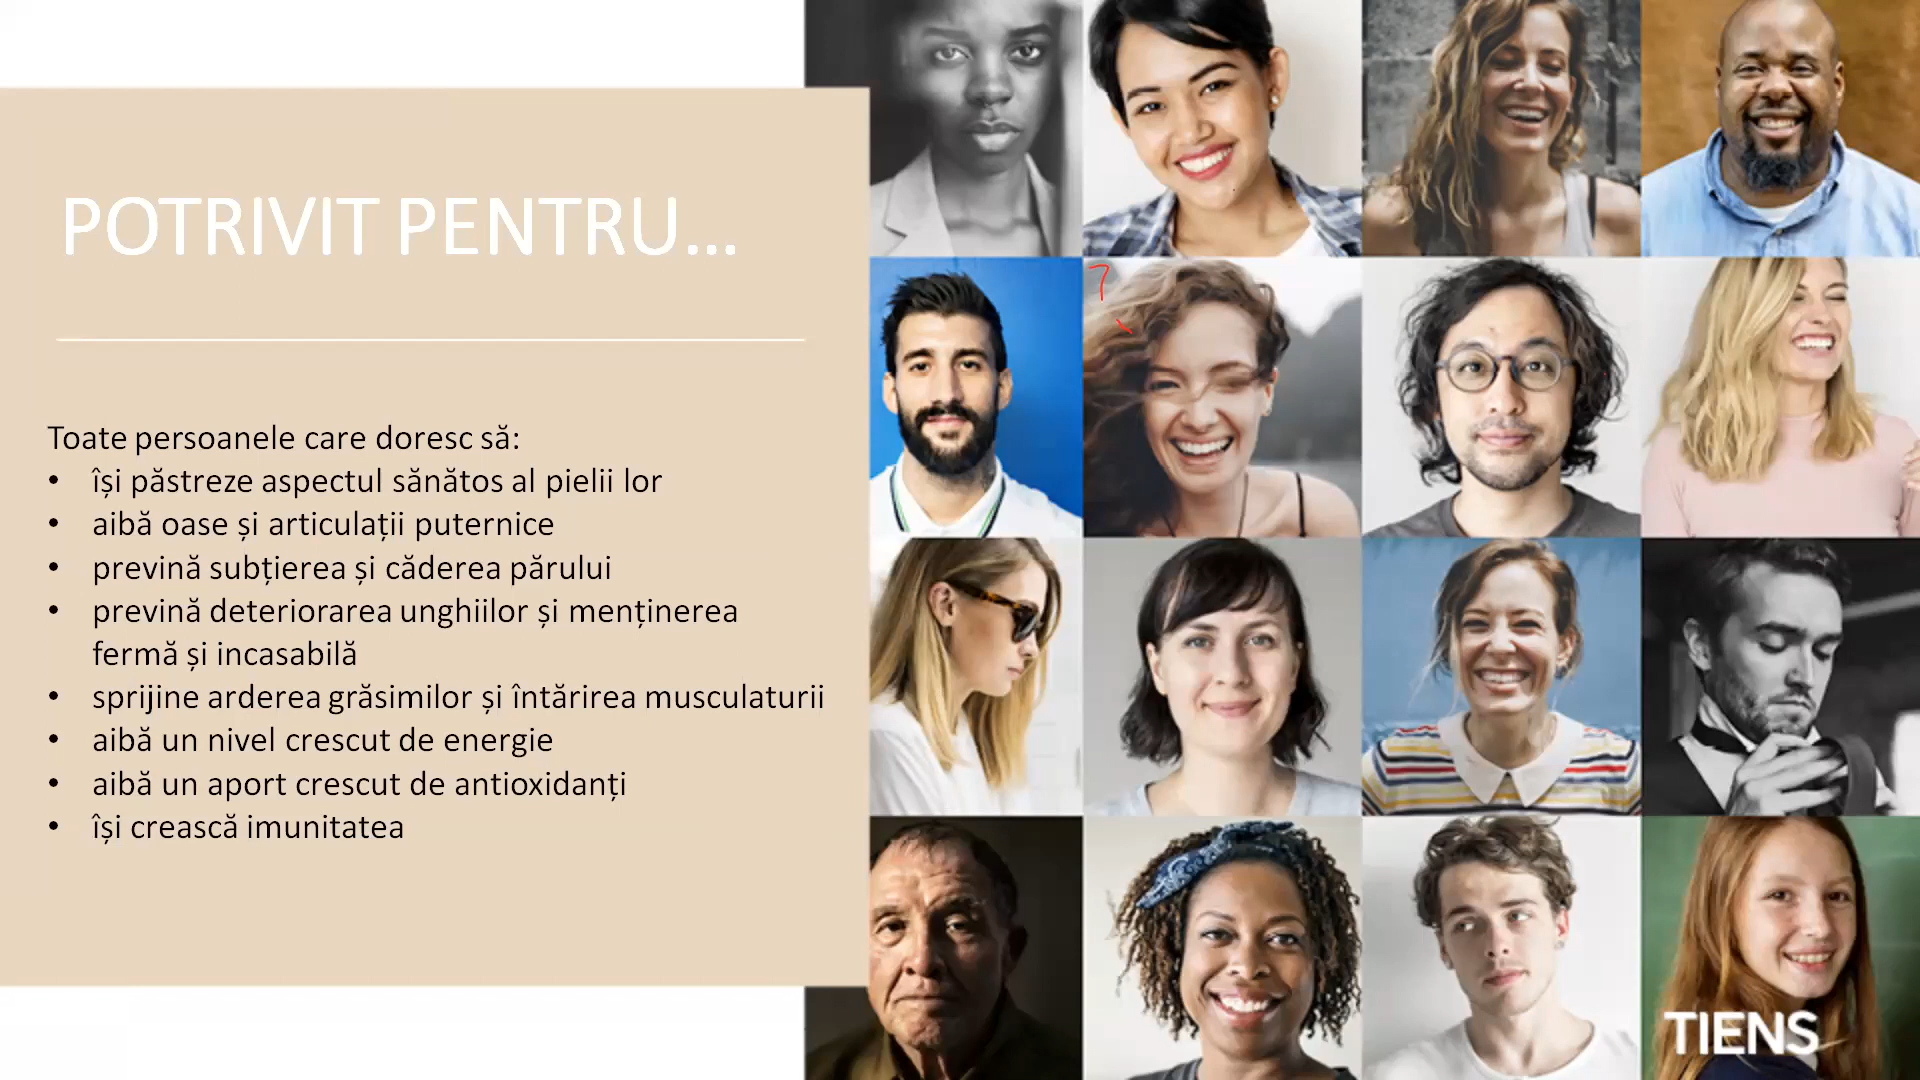 POTRIVIT PENTRU...
Toate persoanele care doresc să:
• își păstreze aspectul sănătos al pielii lor
• aibă oase și articulații puternice
• prevină subțierea și căderea părului
• prevină deteriorarea unghiilor și menținerea
fermă și incasabilă
• sprijine arderea grăsimilor și întărirea musculaturii
• aibă un nivel crescut de energie
• aibă un aport crescut de antioxidanți
• își crească imunitatea
TIENS